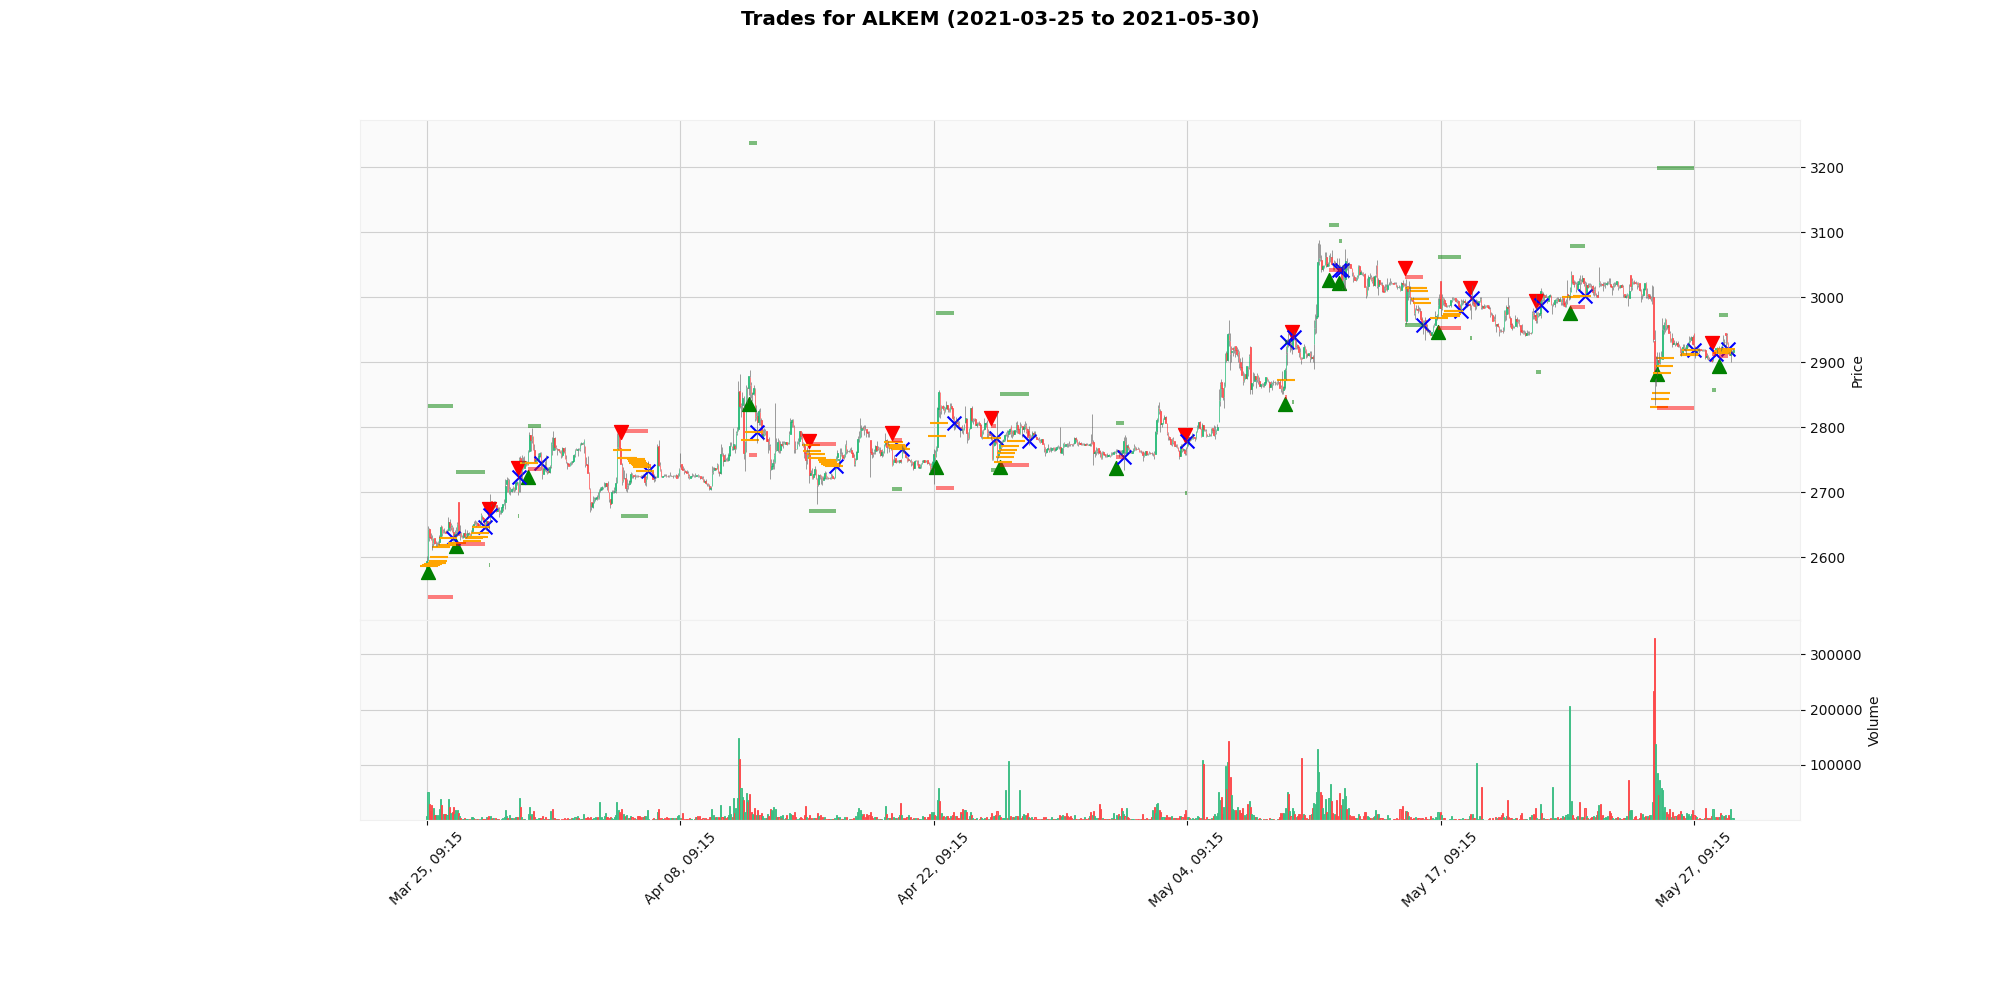 Trades for ALKEM (2021-03-25 to 2021-05-30)
3200
3100
3000
2900
2800
2700
2600
Price
300000
200000
100000
Volume
Mar 25, 09:15
Apr 08, 09:15
Apr 22, 09:15
May 04, 09:15
May 17, 09:15
May 27, 09:15